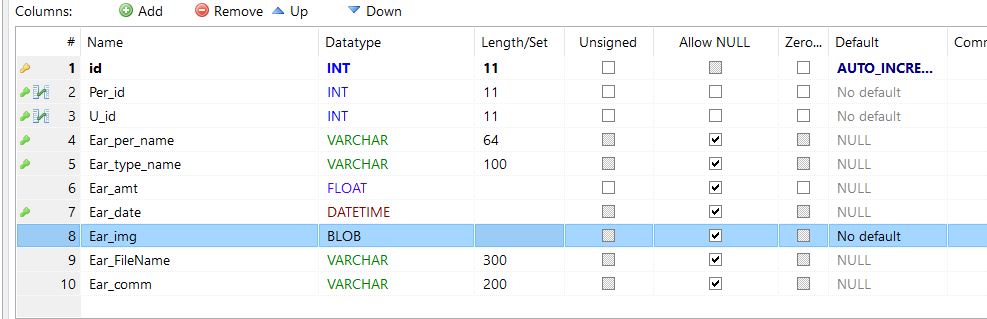 Columns: Add Remove Up Down
# Name Datatype Length/Set Unsigned Allow NULL Zero... Default Comm
1 id INT 11 AUTO_INCRE...
2 Per_id INT 11 No default
3 U_id INT 11 No default
4 Ear_per_name VARCHAR 64 NULL
5 Ear_type_name VARCHAR 100 NULL
6 Ear_amt FLOAT NULL
7 Ear_date DATETIME NULL
8 Ear_img BLOB No default
9 Ear_FileName VARCHAR 300 NULL
10 Ear_comm VARCHAR 200 NULL